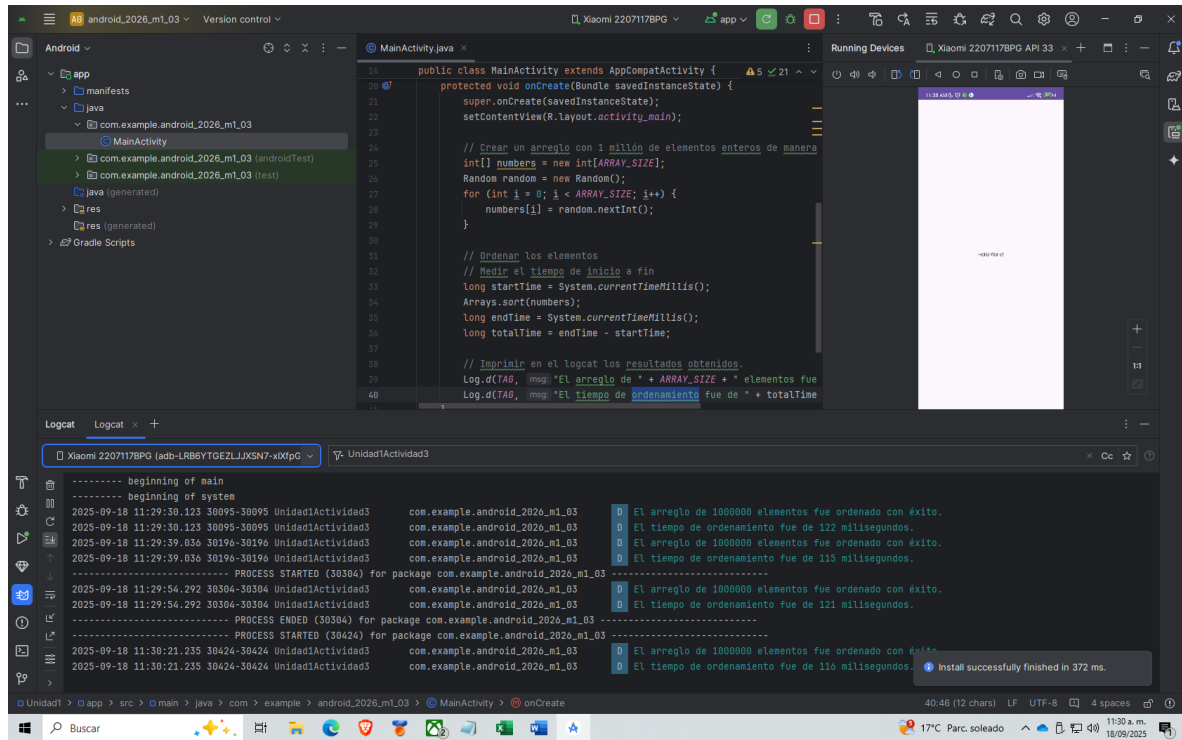 AG android_2026_m1_03 Version control Xiaomi 2207117BPG app
Android
MainActivity.java
Running Devices Xiaomi 2207117BPG API 33
app
manifests
java
com.example.android_2026_m1_03
MainActivity
com.example.android_2026_m1_03 (androidTest)
com.example.android_2026_m1_03 (test)
java (generated)
res
res (generated)
Gradle Scripts
5 21
14 public class MainActivity extends AppCompatActivity {
20 protected void onCreate(Bundle savedInstanceState) {
21 super.onCreate(savedInstanceState);
22 setContentView(R.layout.activity_main);
23
24 // Crear un arreglo con 1 millón de elementos enteros de manera
25 int[] numbers = new int[ARRAY_SIZE];
26 Random random = new Random();
27 for (int i = 0; i < ARRAY_SIZE; i++) {
28 numbers[i] = random.nextInt();
29 }
30
31 // Ordenar los elementos
32 // Medir el tiempo de inicio a fin
33 long startTime = System.currentTimeMillis();
34 Arrays.sort(numbers);
35 long endTime = System.currentTimeMillis();
36 long totalTime = endTime - startTime;
37
38 // Imprimir en el logcat los resultados obtenidos.
39 Log.d(TAG, msg: "El arreglo de " + ARRAY_SIZE + " elementos fue
40 Log.d(TAG, msg: "El tiempo de ordenamiento fue de " + totalTime
1:1
Logcat Logcat
Xiaomi 2207117BPG (adb-LRB6YTGEZLJJXSN7-xlXfpG Unidad1Actividad3 Cc
--------- beginning of main
--------- beginning of system
2025-09-18 11:29:30.123 30095-30095 Unidad1Actividad3 com.example.android_2026_m1_03 D El arreglo de 1000000 elementos fue ordenado con éxito.
2025-09-18 11:29:30.123 30095-30095 Unidad1Actividad3 com.example.android_2026_m1_03 D El tiempo de ordenamiento fue de 122 milisegundos.
2025-09-18 11:29:39.036 30196-30196 Unidad1Actividad3 com.example.android_2026_m1_03 D El arreglo de 1000000 elementos fue ordenado con éxito.
2025-09-18 11:29:39.036 30196-30196 Unidad1Actividad3 com.example.android_2026_m1_03 D El tiempo de ordenamiento fue de 115 milisegundos.
--------------------------- PROCESS STARTED (30304) for package com.example.android_2026_m1_03 ---------------------------
2025-09-18 11:29:54.292 30304-30304 Unidad1Actividad3 com.example.android_2026_m1_03 D El arreglo de 1000000 elementos fue ordenado con éxito.
2025-09-18 11:29:54.292 30304-30304 Unidad1Actividad3 com.example.android_2026_m1_03 D El tiempo de ordenamiento fue de 121 milisegundos.
--------------------------- PROCESS ENDED (30304) for package com.example.android_2026_m1_03 ---------------------------
--------------------------- PROCESS STARTED (30424) for package com.example.android_2026_m1_03 ---------------------------
2025-09-18 11:30:21.235 30424-30424 Unidad1Actividad3 com.example.android_2026_m1_03 D El arreglo de 1000000 elementos fue ordenado con éxito.
2025-09-18 11:30:21.235 30424-30424 Unidad1Actividad3 com.example.android_2026_m1_03 D El tiempo de ordenamiento fue de 116 milisegundos.
Install successfully finished in 372 ms.
Unidad1 > app > src > main > java > com > example > android_2026_m1_03 > MainActivity > onCreate 40:46 (12 chars) LF UTF-8 4 spaces
Buscar 17°C Parc. soleado 11:30 a. m.
18/09/2025